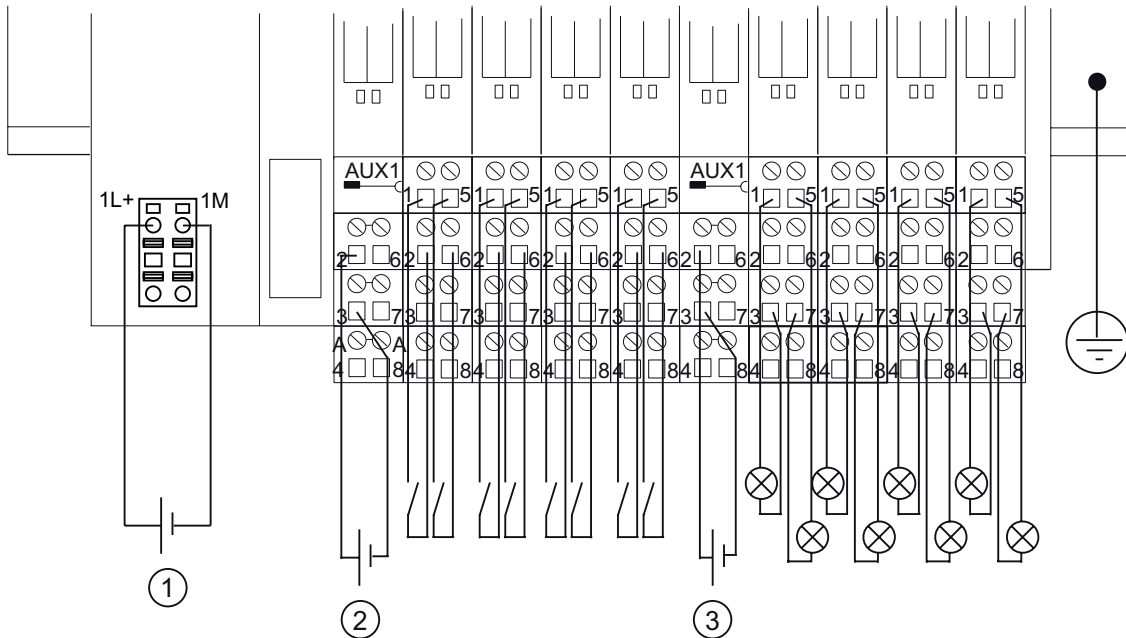 AUX1 AUX1
1 5 1 5 1 5 1 5 1 5 1 5 1 5 1 5
1L+ 1M
2 6 2 6 2 6 2 6 2 6 2 6 2 6 2 6 2 6 2 6
3 7 3 7 3 7 3 7 3 7 3 7 3 7 3 7 3 7 3 7
A A
4 8 4 8 4 8 4 8 4 8 4 8 4 8 4 8 4 8 4 8
1
2
3